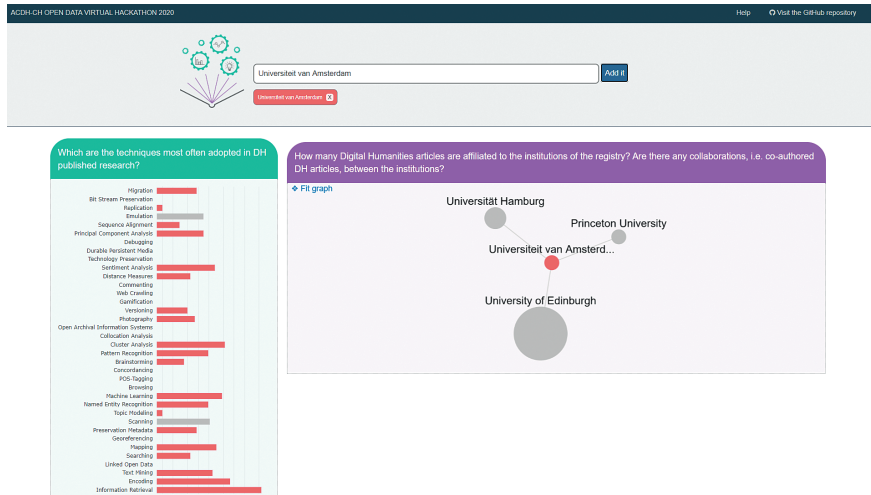 ACDH-CH OPEN DATA VIRTUAL HACKATHON 2020
Help
Visit the GitHub repository
Universiteit van Amsterdam
Add it
Universiteit van Amsterdam X
Which are the techniques most often adopted in DH
published research?
Migration
Bit Stream Preservation
Replication
Emulation
Sequence Alignment
Principal Component Analysis
Debugging
Durable Persistent Media
Technology Preservation
Sentiment Analysis
Distance Measures
Commenting
Web Crawling
Gamification
Versioning
Photography
Open Archival Information Systems
Collocation Analysis
Cluster Analysis
Pattern Recognition
Brainstorming
Concordancing
POS-Tagging
Browsing
Machine Learning
Named Entity Recognition
Topic Modeling
Scanning
Preservation Metadata
Georeferencing
Mapping
Searching
Linked Open Data
Text Mining
Encoding
Information Retrieval
How many Digital Humanities articles are affiliated to the institutions of the registry? Are there any collaborations, i.e. co-authored
DH articles, between the institutions?
Fit graph
Universität Hamburg
Princeton University
Universiteit van Amsterd...
University of Edinburgh